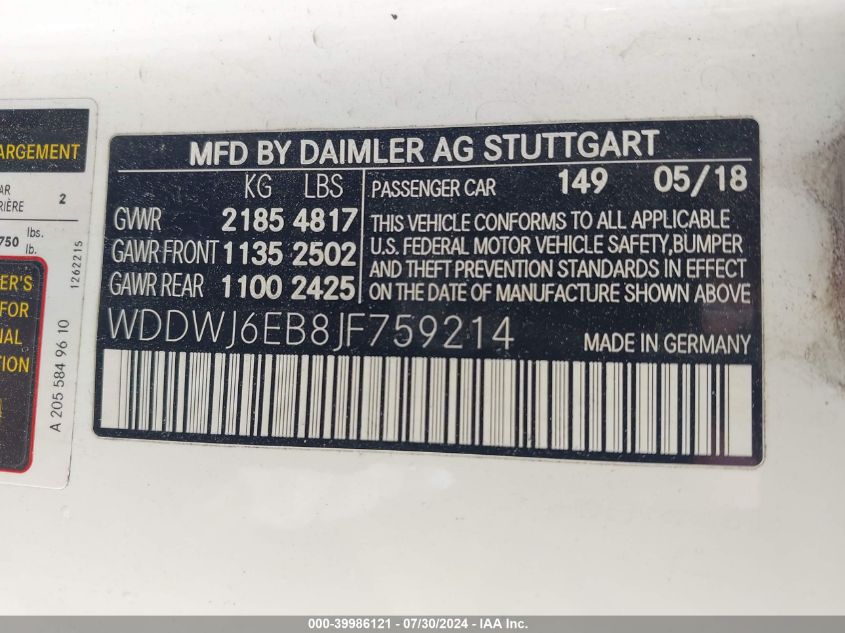 ARGEMENT
AR
RIÈRE 2
750 lbs.
lb.
ER'S
FOR
NAL
TION
1262215
A 205 584 96 10
MFD BY DAIMLER AG STUTTGART
KG LBS
GVWR 2185 4817
GAWR FRONT 1135 2502
GAWR REAR 1100 2425
PASSENGER CAR 149 05/18
THIS VEHICLE CONFORMS TO ALL APPLICABLE
U.S. FEDERAL MOTOR VEHICLE SAFETY,BUMPER
AND THEFT PREVENTION STANDARDS IN EFFECT
ON THE DATE OF MANUFACTURE SHOWN ABOVE
WDDWJ6EB8JF759214 MADE IN GERMANY
000-39986121 - 07/30/2024 - IAA Inc.